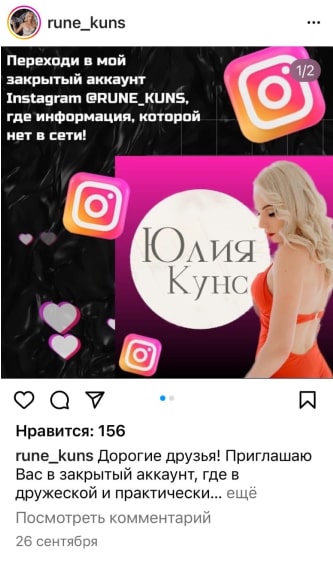 rune_kuns
Переходи в мой
закрытый аккаунт
Instagram @RUNE_KUNS,
где информация, которой
нет в сети!
1/2
Юлия
Кунс
Нравится: 156
rune_kuns Дорогие друзья! Приглашаю
Вас в закрытый аккаунт, где в
дружеской и практически... ещё
Посмотреть комментарий
26 сентября